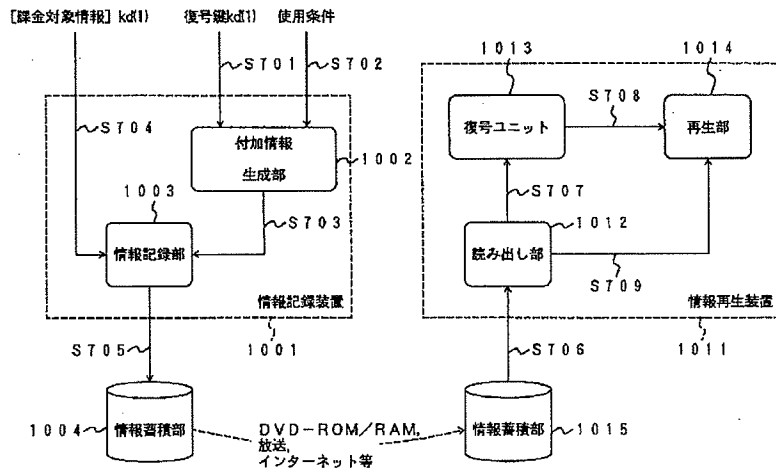 [課金対象情報] kd(1)
復号鍵kd(1)
使用条件
S701
S702
S704
付加情報
生成部
1002
1003
S703
情報記録部
情報記録装置
S705
1001
1004
情報蓄積部
DVD-ROM/RAM,
放送,
インターネット等
1013
1014
S708
復号ユニット
再生部
S707
1012
読み出し部
S709
情報再生装置
S706
1011
情報蓄積部
1015